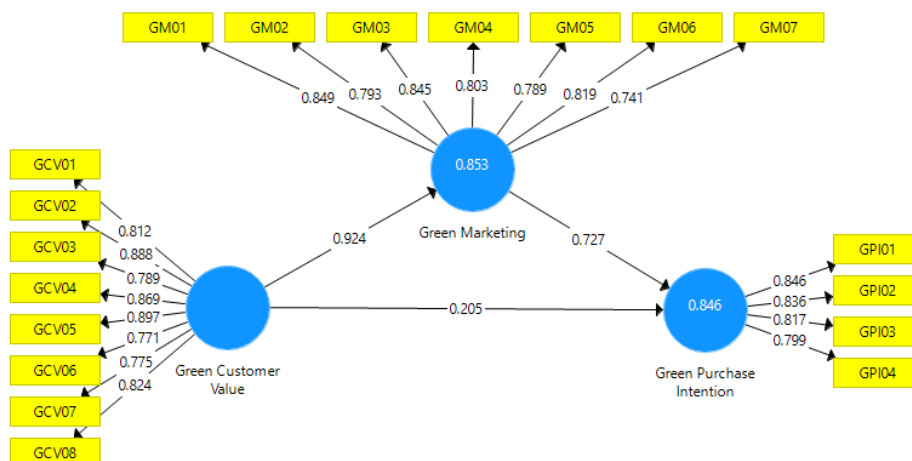 GM01 GM02 GM03 GM04 GM05 GM06 GM07
0.849 0.793 0.845 0.803 0.789 0.819 0.741
0.853
Green Marketing
GCV01
GCV02
GCV03
GCV04
GCV05
GCV06
GCV07
GCV08
0.812
0.888
0.789
0.869
0.897
0.771
0.775
0.824
Green Customer
Value
0.924
0.727
0.205
0.846
Green Purchase
Intention
0.846
0.836
0.817
0.799
GPI01
GPI02
GPI03
GPI04